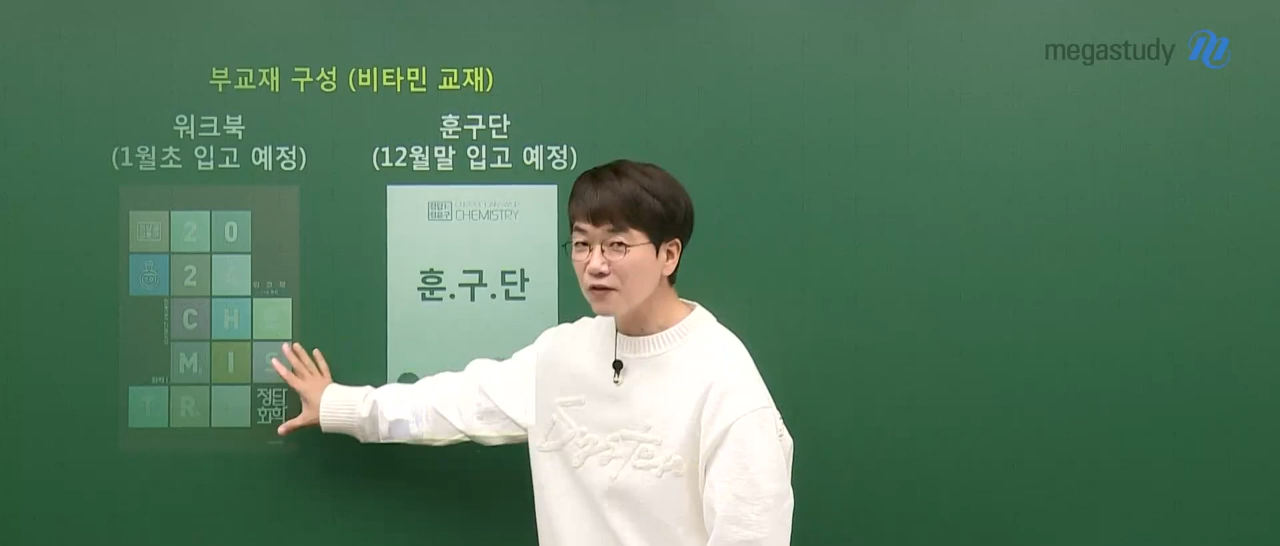 megastudy
부교재 구성 (비타민 교재)
워크북
(1월초 입고 예정)
훈구단
(12월말 입고 예정)
CHEMISTRY
훈.구.단
2 0
2
C H
M I S
T R
정답
화학